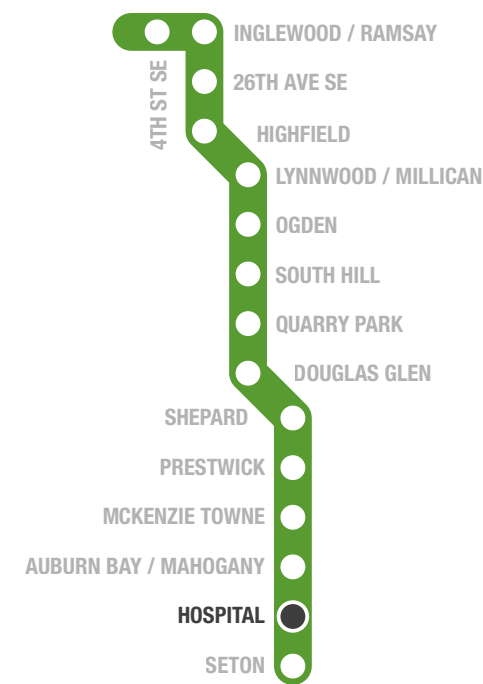 INGLEWOOD / RAMSAY
4TH ST SE
26TH AVE SE
HIGHFIELD
LYNNWOOD / MILLICAN
OGDEN
SOUTH HILL
QUARRY PARK
DOUGLAS GLEN
SHEPARD
PRESTWICK
MCKENZIE TOWNE
AUBURN BAY / MAHOGANY
HOSPITAL
SETON